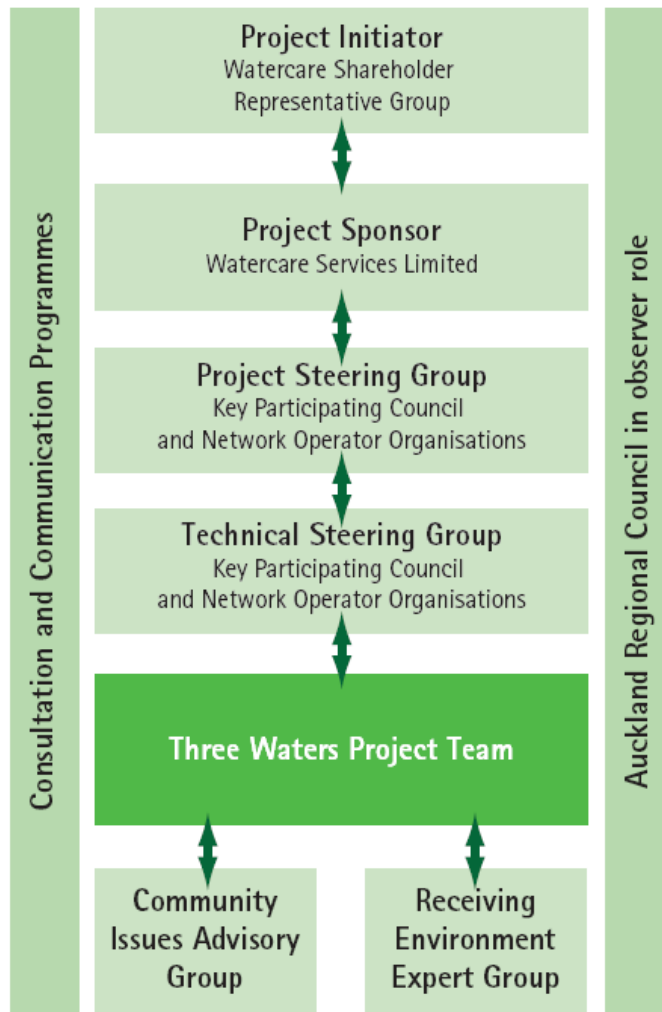 Consultation and Communication Programmes
Project Initiator
Watercare Shareholder
Representative Group
Project Sponsor
Watercare Services Limited
Project Steering Group
Key Participating Council
and Network Operator Organisations
Technical Steering Group
Key Participating Council
and Network Operator Organisations
Three Waters Project Team
Community
Issues Advisory
Group
Receiving
Environment
Expert Group
Auckland Regional Council in observer role